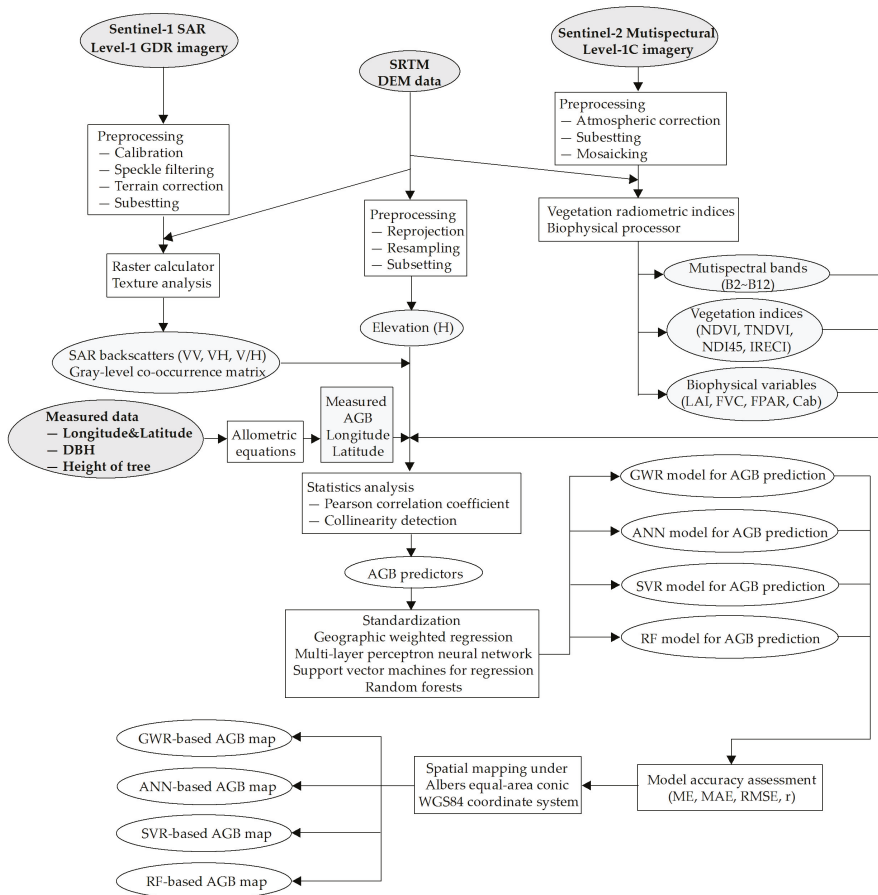 Sentinel-1 SAR
Level-1 GDR imagery
SRTM
DEM data
Sentinel-2 Mutispectural
Level-1C imagery
Preprocessing
— Calibration
— Speckle filtering
— Terrain correction
— Subestting
Preprocessing
— Atmospheric correction
— Subestting
— Mosaicking
Preprocessing
— Reprojection
— Resampling
— Subsetting
Vegetation radiometric indices
Biophysical processor
Raster calculator
Texture analysis
Mutispectral bands
(B2~B12)
Elevation (H)
Vegetation indices
(NDVI, TNDVI,
NDI45, IRECI)
SAR backscatters (VV, VH, V/H)
Gray-level co-occurrence matrix
Biophysical variables
(LAI, FVC, FPAR, Cab)
Measured data
— Longitude&Latitude
— DBH
— Height of tree
Allometric
equations
Measured
AGB
Longitude
Latitude
Statistics analysis
— Pearson correlation coefficient
— Collinearity detection
AGB predictors
Standardization
Geographic weighted regression
Multi-layer perceptron neural network
Support vector machines for regression
Random forests
GWR model for AGB prediction
ANN model for AGB prediction
SVR model for AGB prediction
RF model for AGB prediction
Model accuracy assessment
(ME, MAE, RMSE, r)
Spatial mapping under
Albers equal-area conic
WGS84 coordinate system
GWR-based AGB map
ANN-based AGB map
SVR-based AGB map
RF-based AGB map